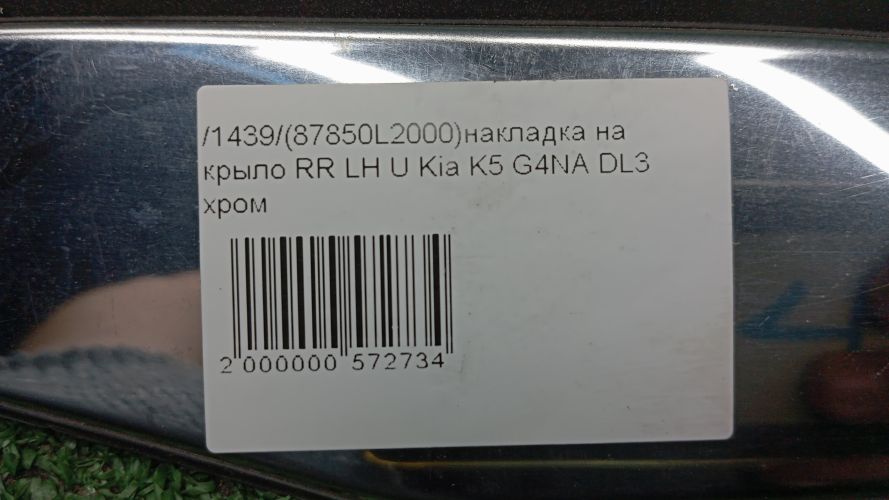 /1439/(87850L2000)накладка на
крыло RR LH U Kia K5 G4NA DL3
хром
2 000000 572734